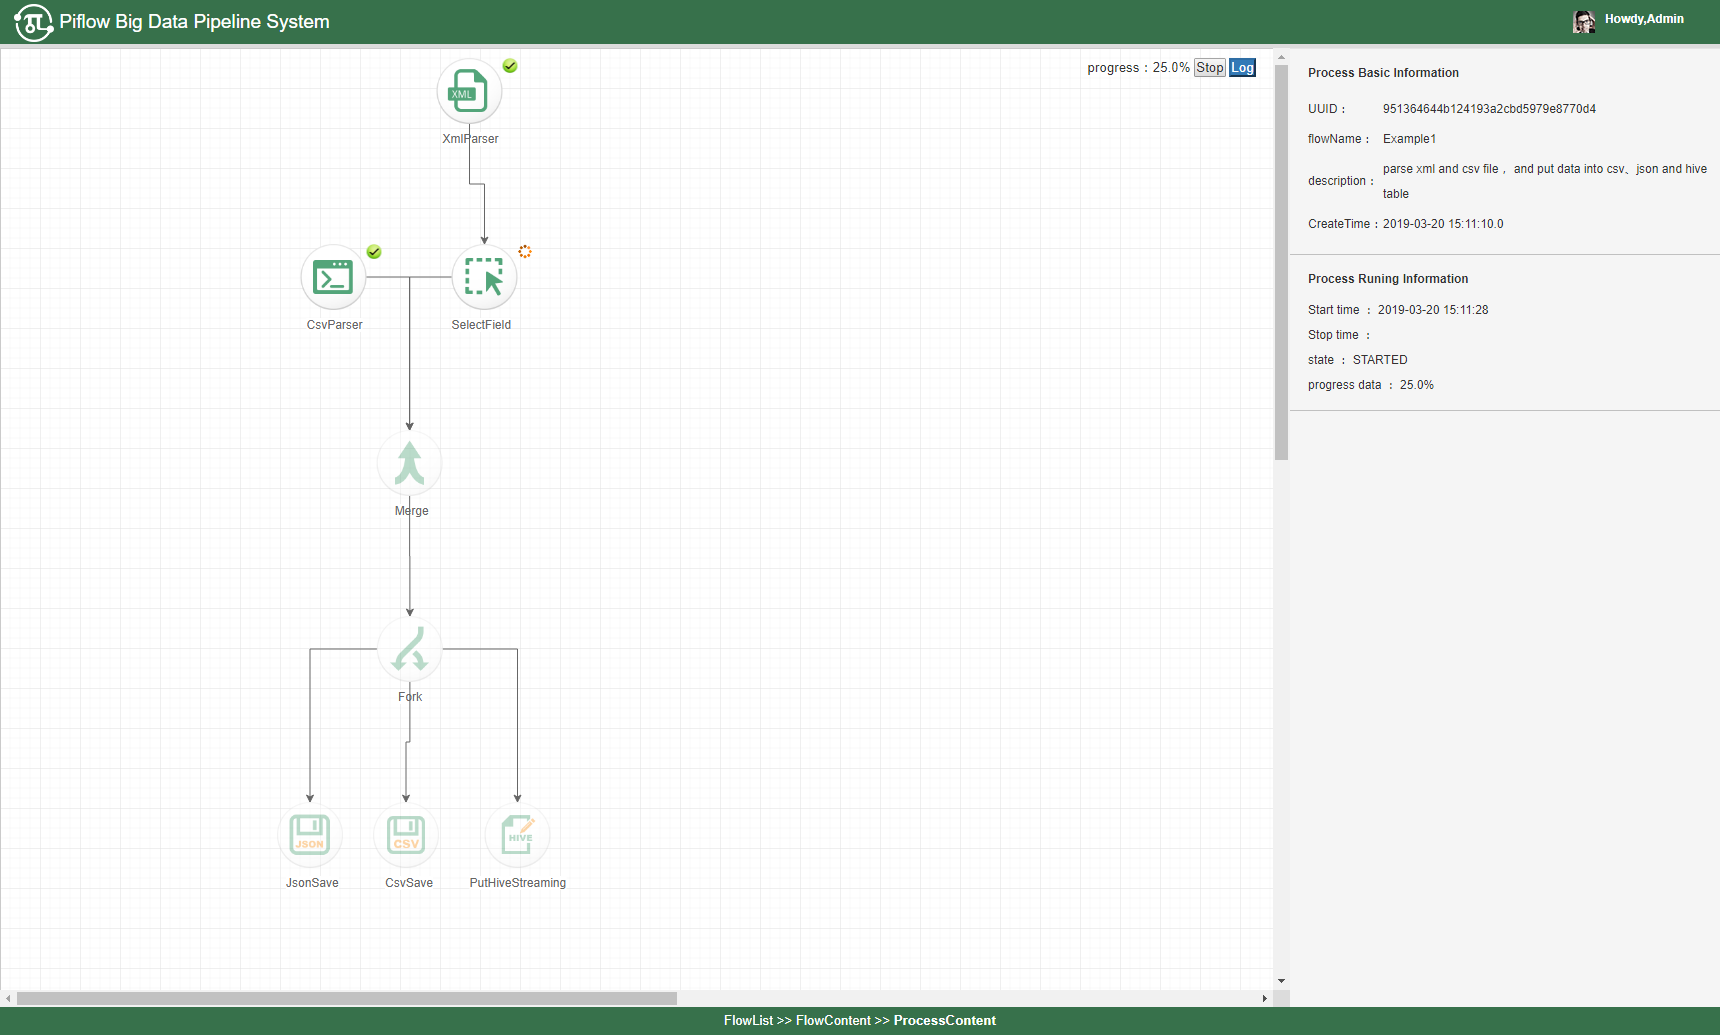 Piflow Big Data Pipeline System
Howdy,Admin
progress：25.0% Stop Log
XML
XmlParser
CsvParser
SelectField
Merge
Fork
JSON
CSV
HIVE
JsonSave
CsvSave
PutHiveStreaming
Process Basic Information
UUID： 951364644b124193a2cbd5979e8770d4
flowName： Example1
description： parse xml and csv file， and put data into csv、json and hive
table
CreateTime：2019-03-20 15:11:10.0
Process Runing Information
Start time ： 2019-03-20 15:11:28
Stop time ：
state ： STARTED
progress data ： 25.0%
FlowList >> FlowContent >> ProcessContent